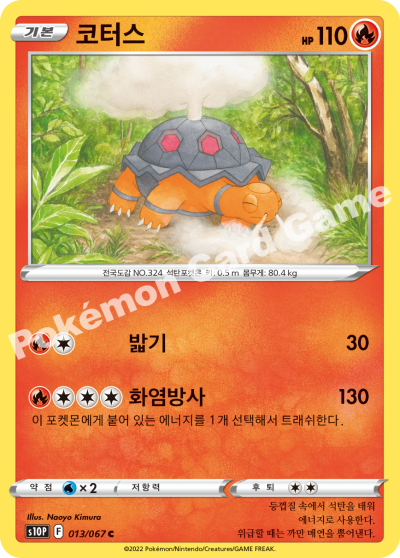 기본 코터스 HP 110
전국도감 NO.324 석탄포켓몬 키: 0.5 m 몸무게: 80.4 kg
Pokémon Card Game
밟기 30
화염방사 130
이 포켓몬에게 붙어 있는 에너지를 1개 선택해서 트래쉬한다.
약점 ×2 저항력 후퇴
Illus. Naoyo Kimura
s10P F 013/067 C
등껍질 속에서 석탄을 태워
에너지로 사용한다.
위급할 때는 까만 매연을 뿜어낸다.
©2022 Pokémon/Nintendo/Creatures/GAME FREAK.